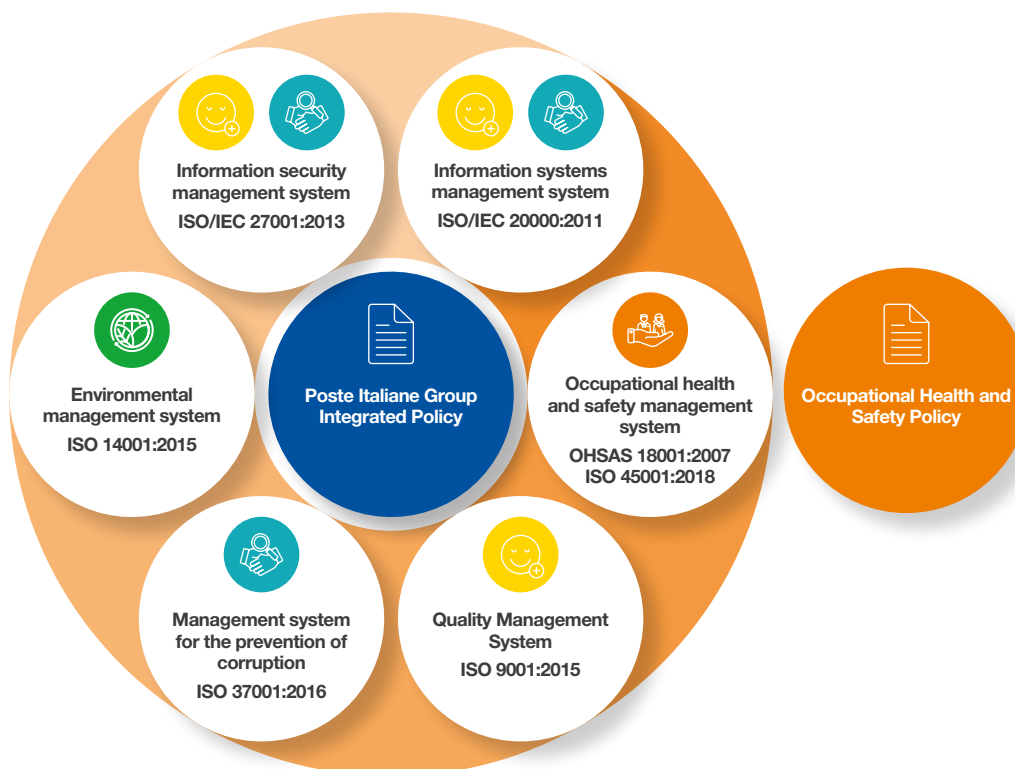 Information security
management system
ISO/IEC 27001:2013
Information systems
management system
ISO/IEC 20000:2011
Environmental
management system
ISO 14001:2015
Poste Italiane Group
Integrated Policy
Occupational health
and safety management
system
OHSAS 18001:2007
ISO 45001:2018
Occupational Health and
Safety Policy
Management system
for the prevention of
corruption
ISO 37001:2016
Quality Management
System
ISO 9001:2015